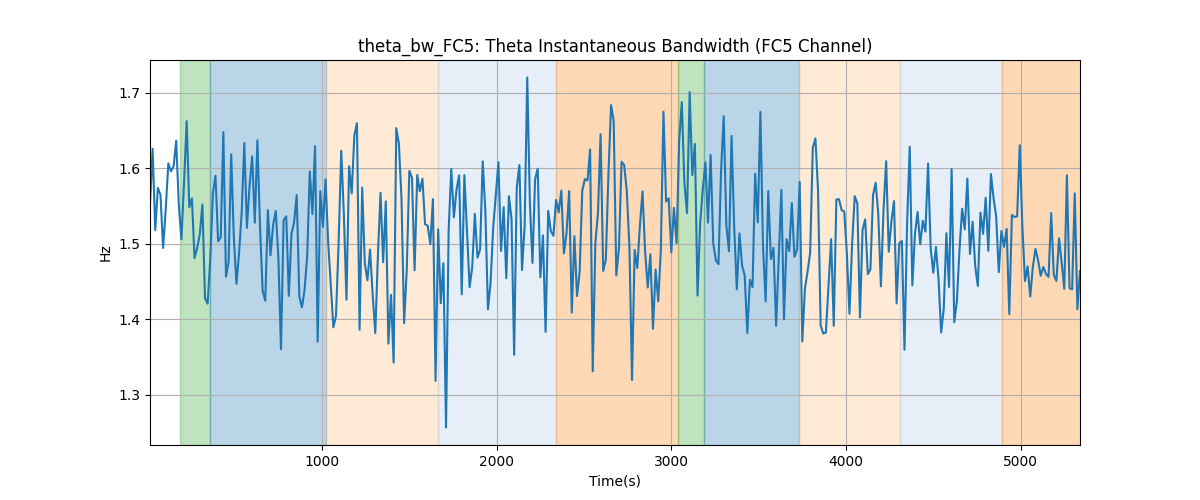 theta_bw_FC5: Theta Instantaneous Bandwidth (FC5 Channel)
1.7
1.6
1.5
1.4
1.3
Hz
1000 2000 3000 4000 5000
Time(s)